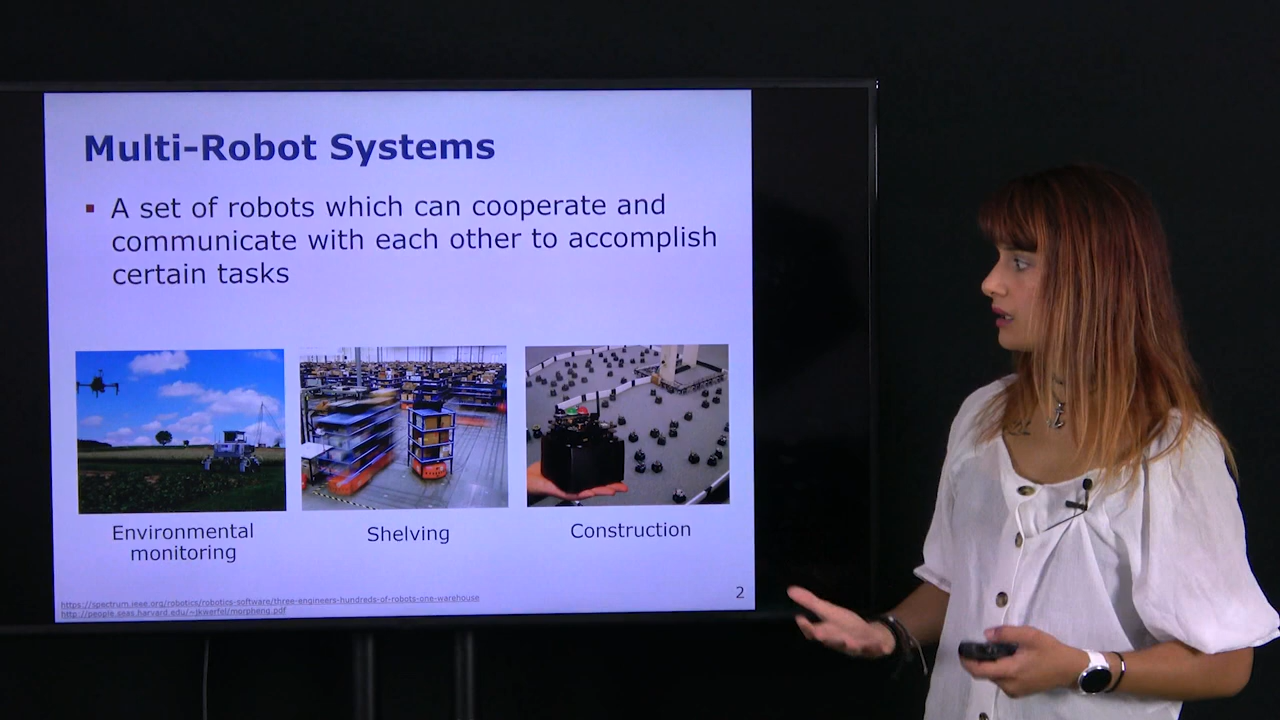 Multi-Robot Systems
A set of robots which can cooperate and
communicate with each other to accomplish
certain tasks
Environmental
monitoring
Shelving
Construction
https://spectrum.ieee.org/robotics/robotics-software/three-engineers-hundreds-of-robots-one-warehouse
http://people.seas.harvard.edu/~jkwerfel/morpheng.pdf
2